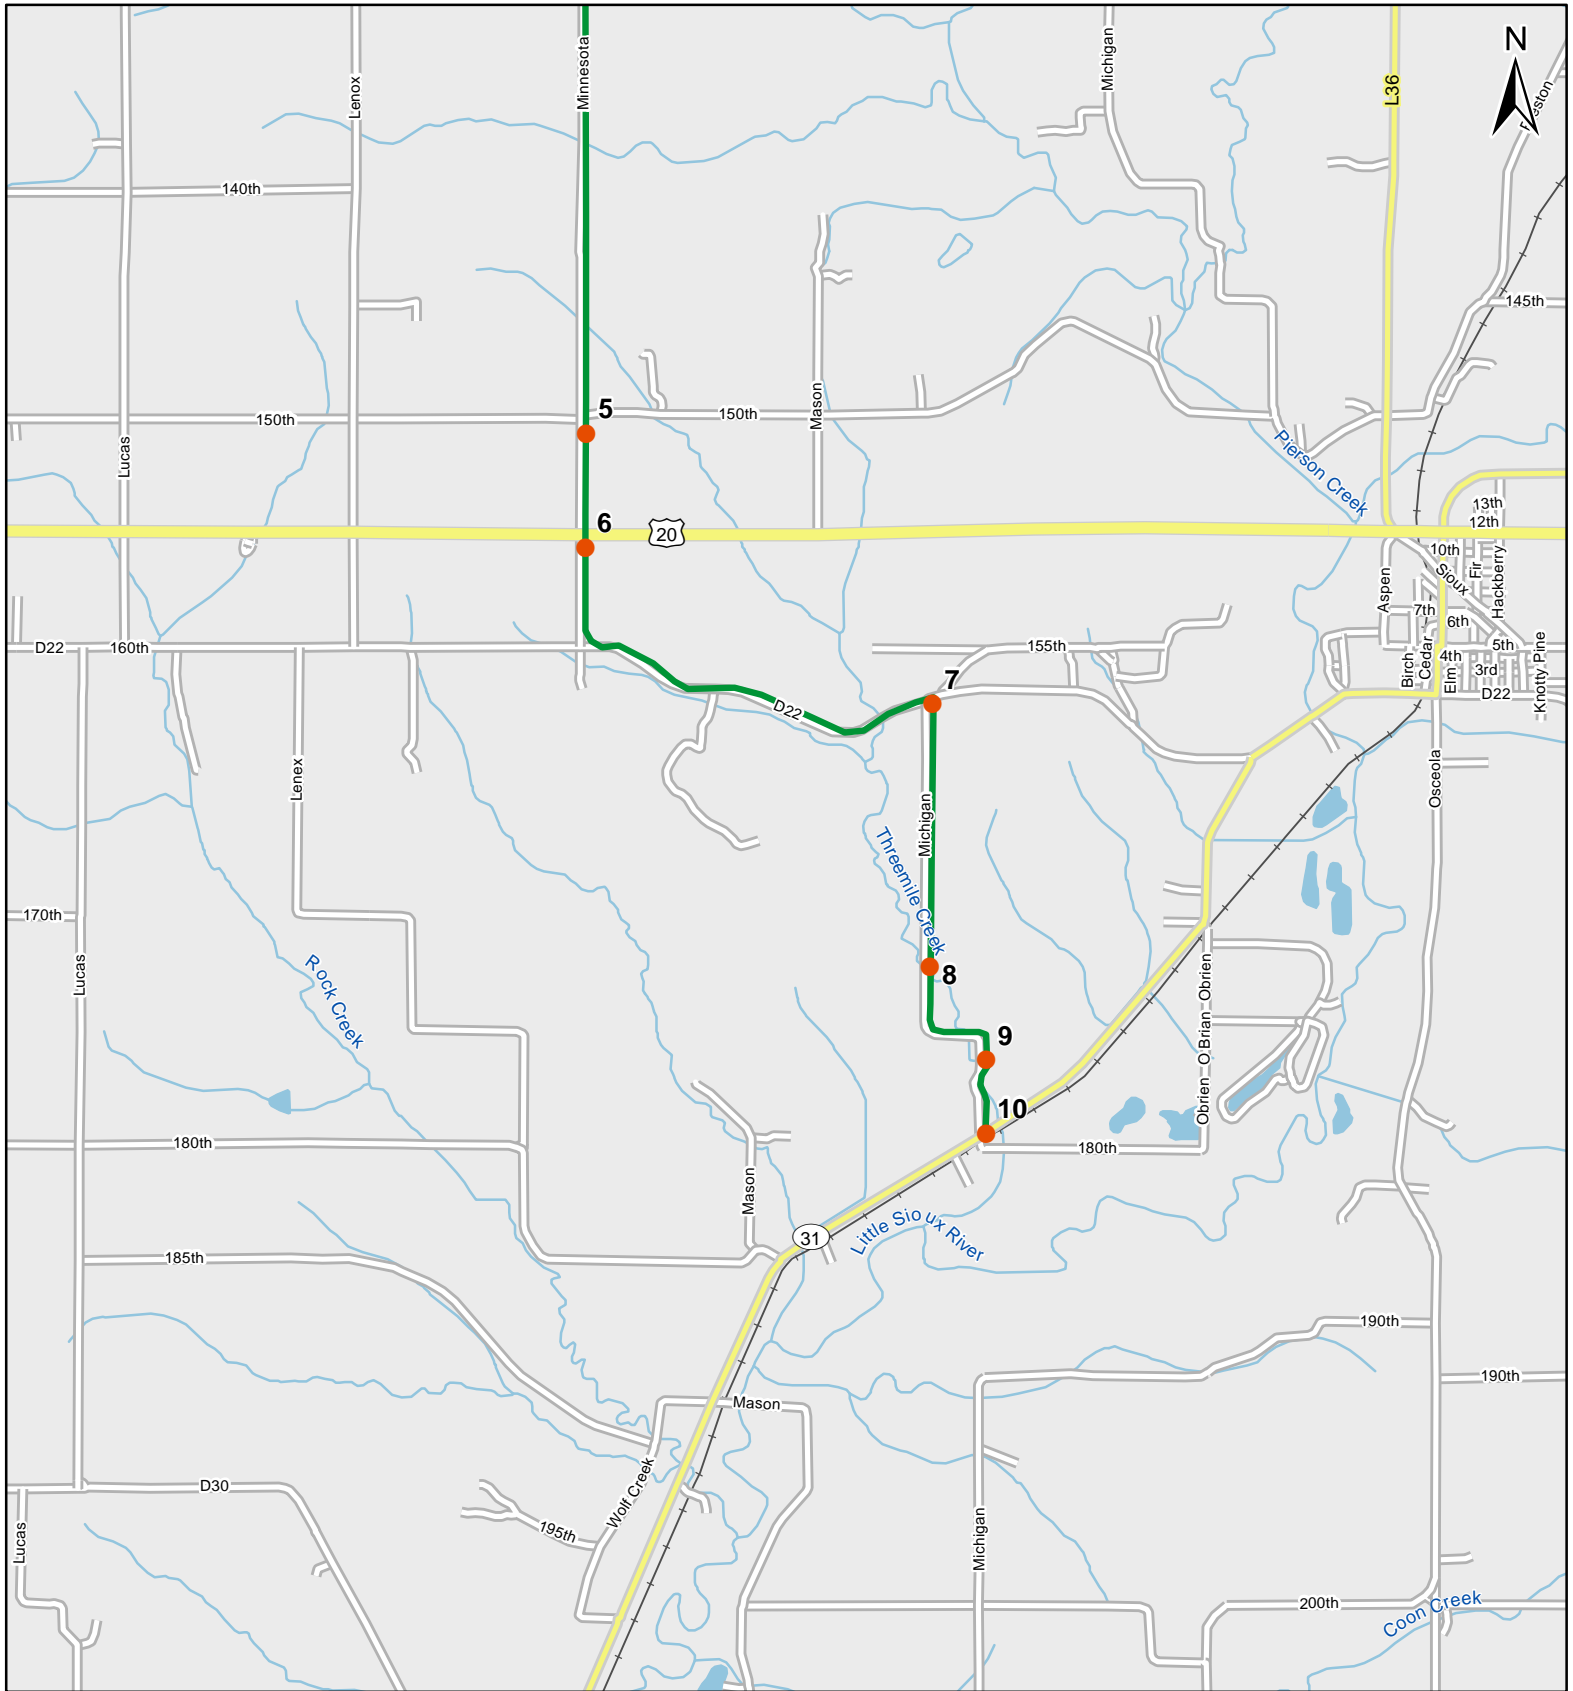 N
Minnesota
Michigan
Lenox
L36
140th
145th
5
150th
150th
Mason
Lucas
Pierson Creek
6
20
13th
12th
10th
Sioux
Fir
Hackberry
Aspen
7th
6th
D22
160th
155th
5th
4th
3rd
Birch
Cedar
Elm
Knotty Pine
D22
7
D22
Lenex
Michigan
Osceola
Threemile Creek
170th
Lucas
Rock Creek
8
Obrien
O Brian
Obrien
9
10
180th
180th
Mason
31
Little Sioux River
185th
190th
190th
Mason
D30
Wolf Creek
195th
Lucas
Michigan
200th
Coon Creek